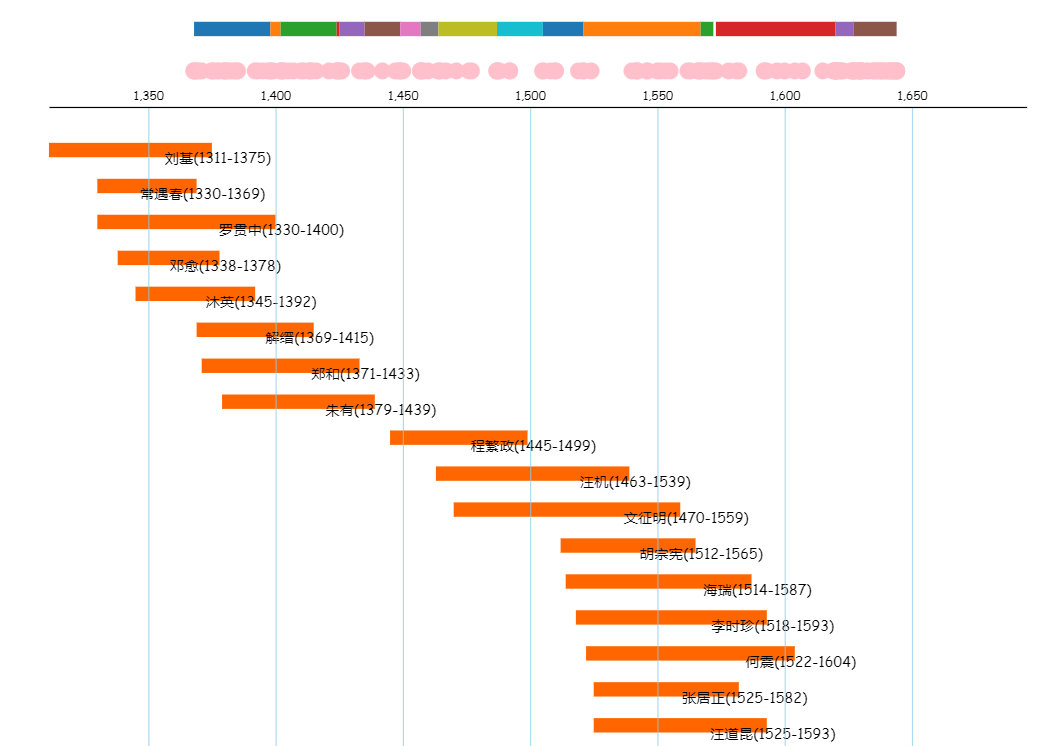 1,350 1,400 1,450 1,500 1,550 1,600 1,650
刘基(1311-1375)
常遇春(1330-1369)
罗贯中(1330-1400)
邓愈(1338-1378)
沐英(1345-1392)
解缙(1369-1415)
郑和(1371-1433)
朱有(1379-1439)
程繁政(1445-1499)
汪机(1463-1539)
文征明(1470-1559)
胡宗宪(1512-1565)
海瑞(1514-1587)
李时珍(1518-1593)
何震(1522-1604)
张居正(1525-1582)
汪道昆(1525-1593)